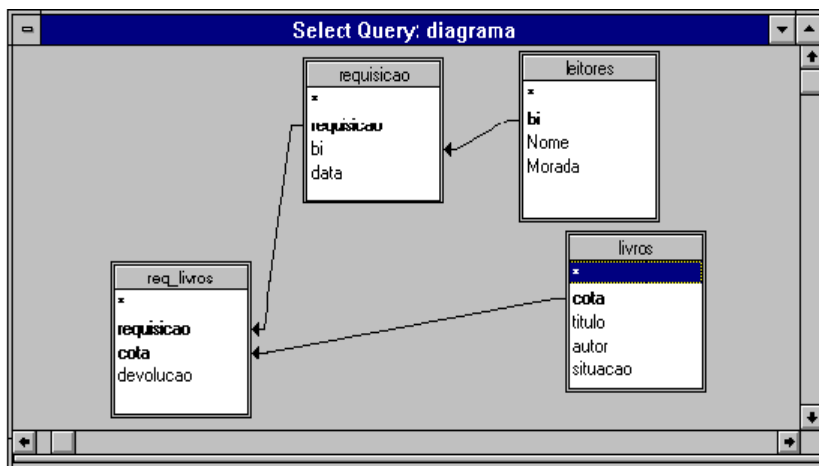 Select Query: diagrama
requisicao
*
requisicao
bi
data
leitores
*
bi
Nome
Morada
req_livros
*
requisicao
cota
devolucao
livros
*
cota
titulo
autor
situacao